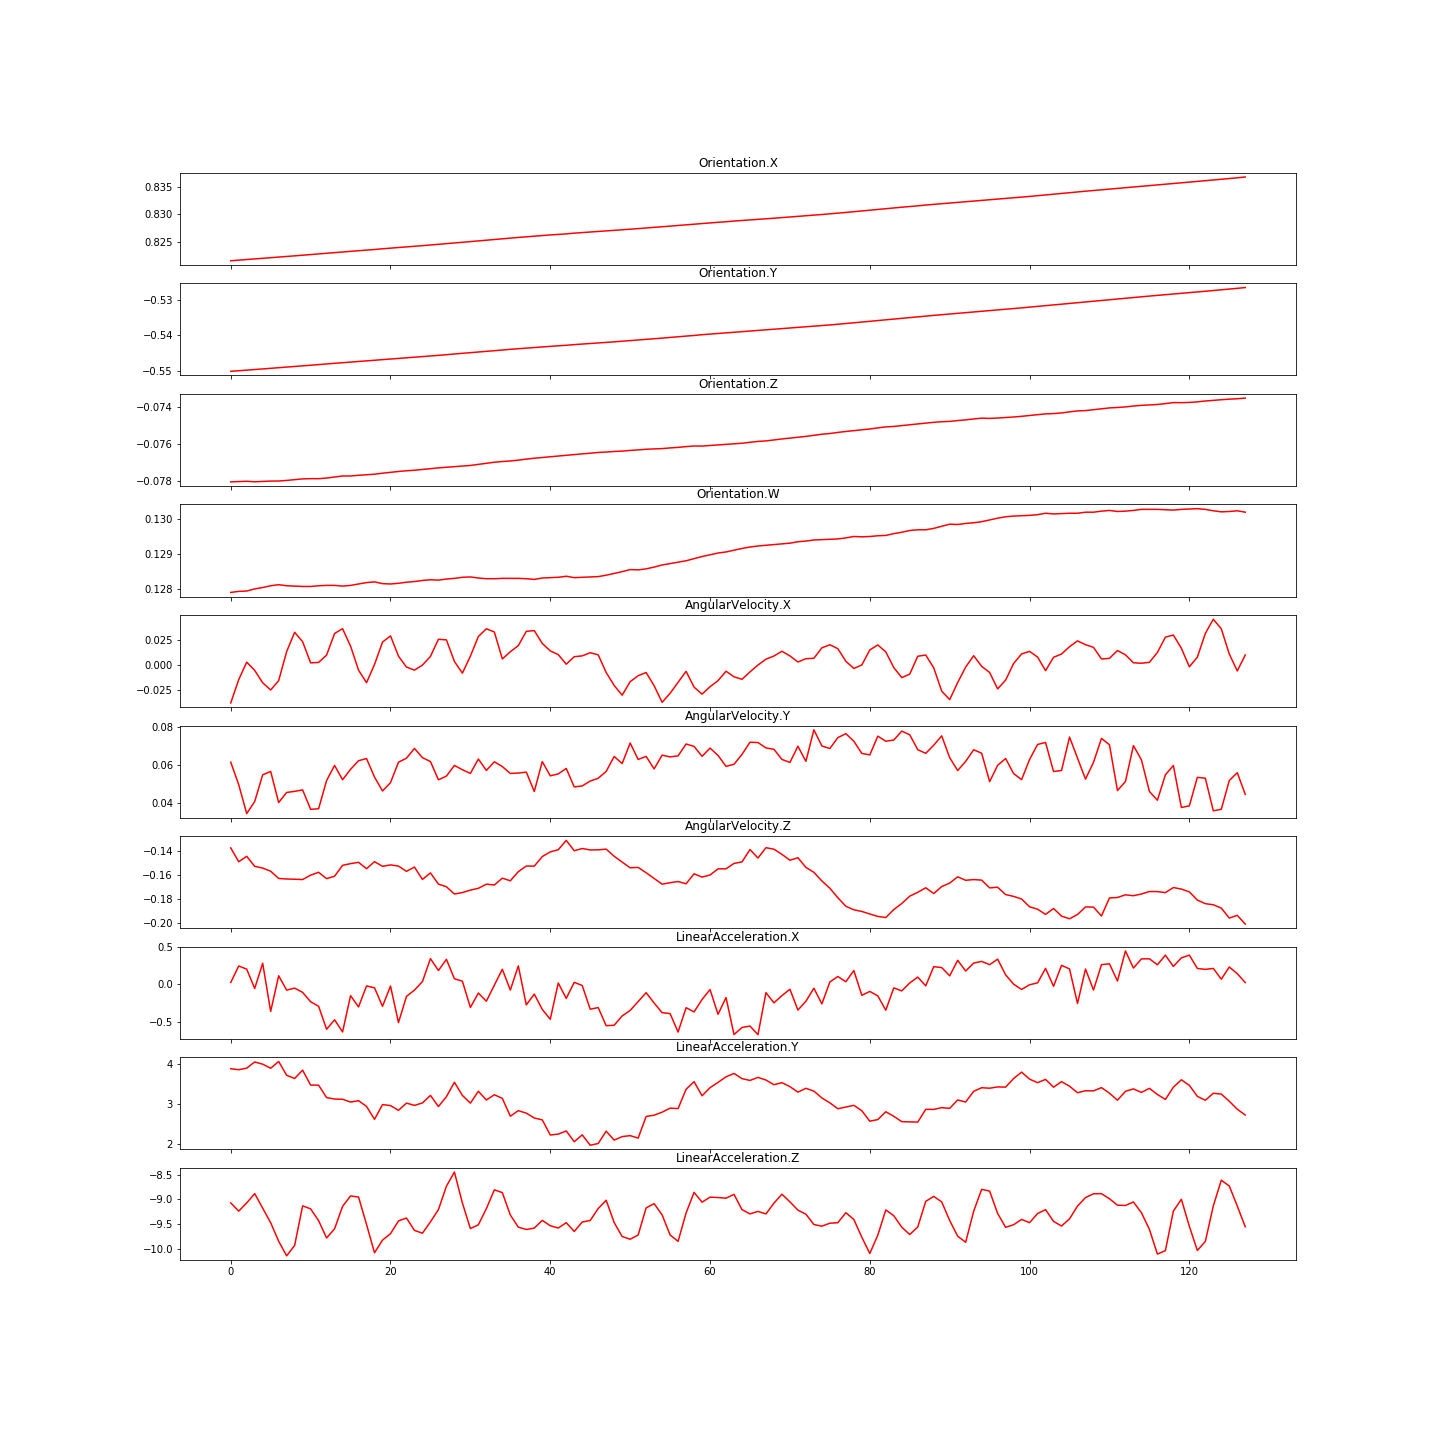 Orientation.X
0.835
0.830
0.825
Orientation.Y
−0.53
−0.54
−0.55
Orientation.Z
−0.074
−0.076
−0.078
Orientation.W
0.130
0.129
0.128
AngularVelocity.X
0.025
0.000
−0.025
AngularVelocity.Y
0.08
0.06
0.04
AngularVelocity.Z
−0.14
−0.16
−0.18
−0.20
LinearAcceleration.X
0.5
0.0
−0.5
LinearAcceleration.Y
4
3
2
LinearAcceleration.Z
−8.5
−9.0
−9.5
−10.0
0 20 40 60 80 100 120